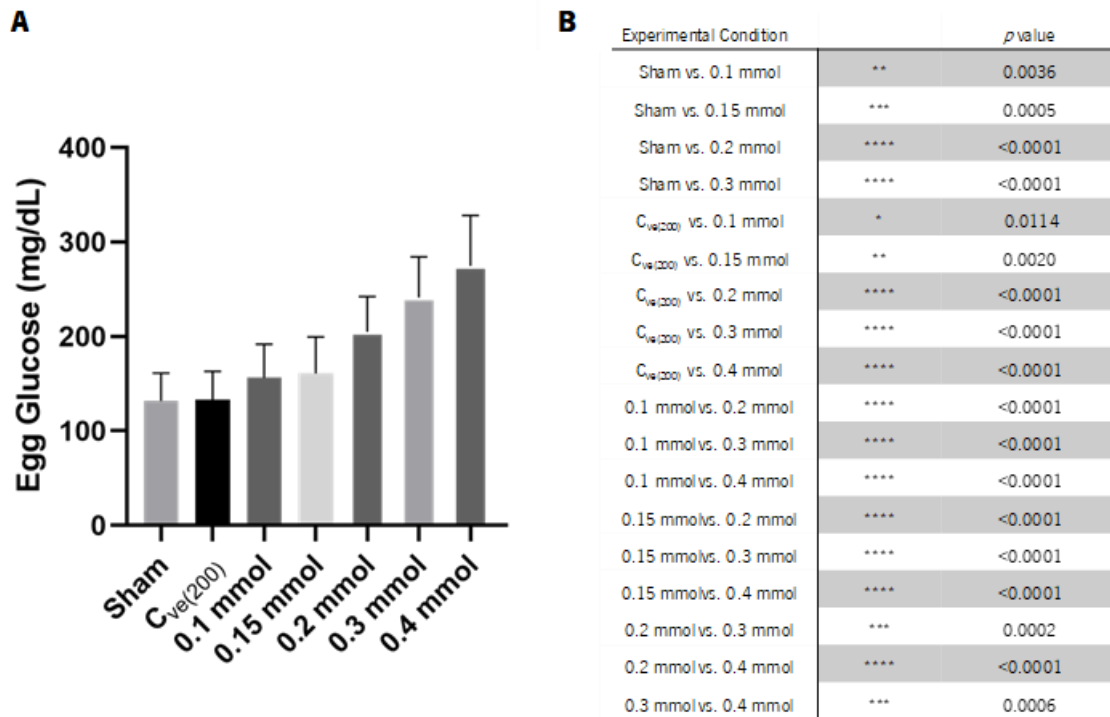 A
Egg Glucose (mg/dL)
400
300
200
100
0
Sham
Cve(200)
0.1 mmol
0.15 mmol
0.2 mmol
0.3 mmol
0.4 mmol
B
Experimental Condition p value
Sham vs. 0.1 mmol ** 0.0036
Sham vs. 0.15 mmol *** 0.0005
Sham vs. 0.2 mmol **** <0.0001
Sham vs. 0.3 mmol **** <0.0001
Cve(200) vs. 0.1 mmol * 0.0114
Cve(200) vs. 0.15 mmol ** 0.0020
Cve(200) vs. 0.2 mmol **** <0.0001
Cve(200) vs. 0.3 mmol **** <0.0001
Cve(200) vs. 0.4 mmol **** <0.0001
0.1 mmol vs. 0.2 mmol **** <0.0001
0.1 mmol vs. 0.3 mmol **** <0.0001
0.1 mmol vs. 0.4 mmol **** <0.0001
0.15 mmol vs. 0.2 mmol **** <0.0001
0.15 mmol vs. 0.3 mmol **** <0.0001
0.15 mmol vs. 0.4 mmol **** <0.0001
0.2 mmol vs. 0.3 mmol *** 0.0002
0.2 mmol vs. 0.4 mmol **** <0.0001
0.3 mmol vs. 0.4 mmol *** 0.0006